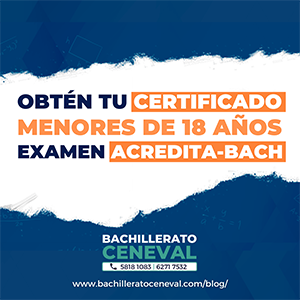 OBTÉN TU CERTIFICADO
MENORES DE 18 AÑOS
EXAMEN ACREDITA-BACH
BACHILLERATO
CENEVAL
5818 1083 | 6271 7532
www.bachilleratoceneval.com/blog/